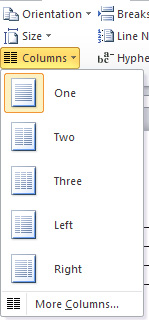 Orientation Breaks
Size Line N
Columns Hyphe
One
Two
Three
Left
Right
More Columns...